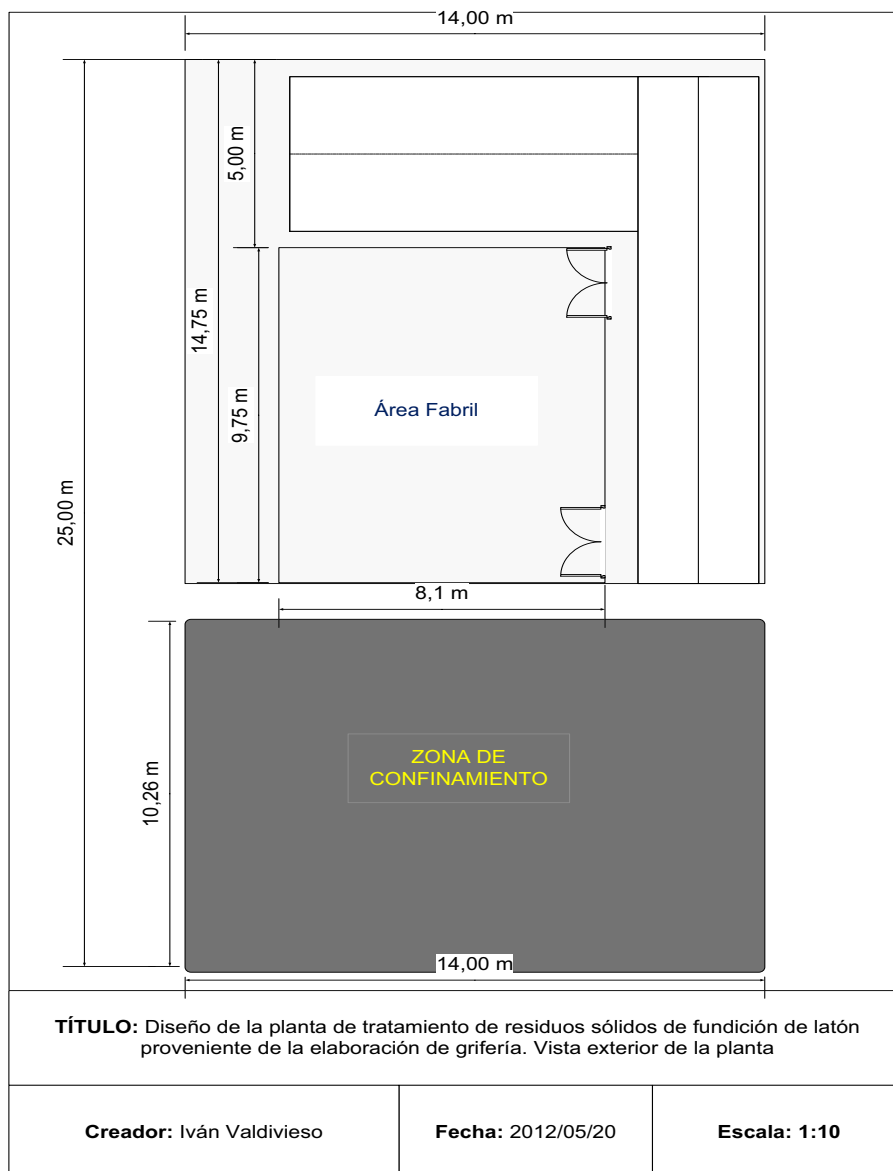 14,00 m
5,00 m
14,75 m
9,75 m
25,00 m
Área Fabril
8,1 m
10,26 m
ZONA DE
CONFINAMIENTO
14,00 m
TÍTULO: Diseño de la planta de tratamiento de residuos sólidos de fundición de latón
proveniente de la elaboración de grifería. Vista exterior de la planta
Creador: Iván Valdivieso
Fecha: 2012/05/20
Escala: 1:10